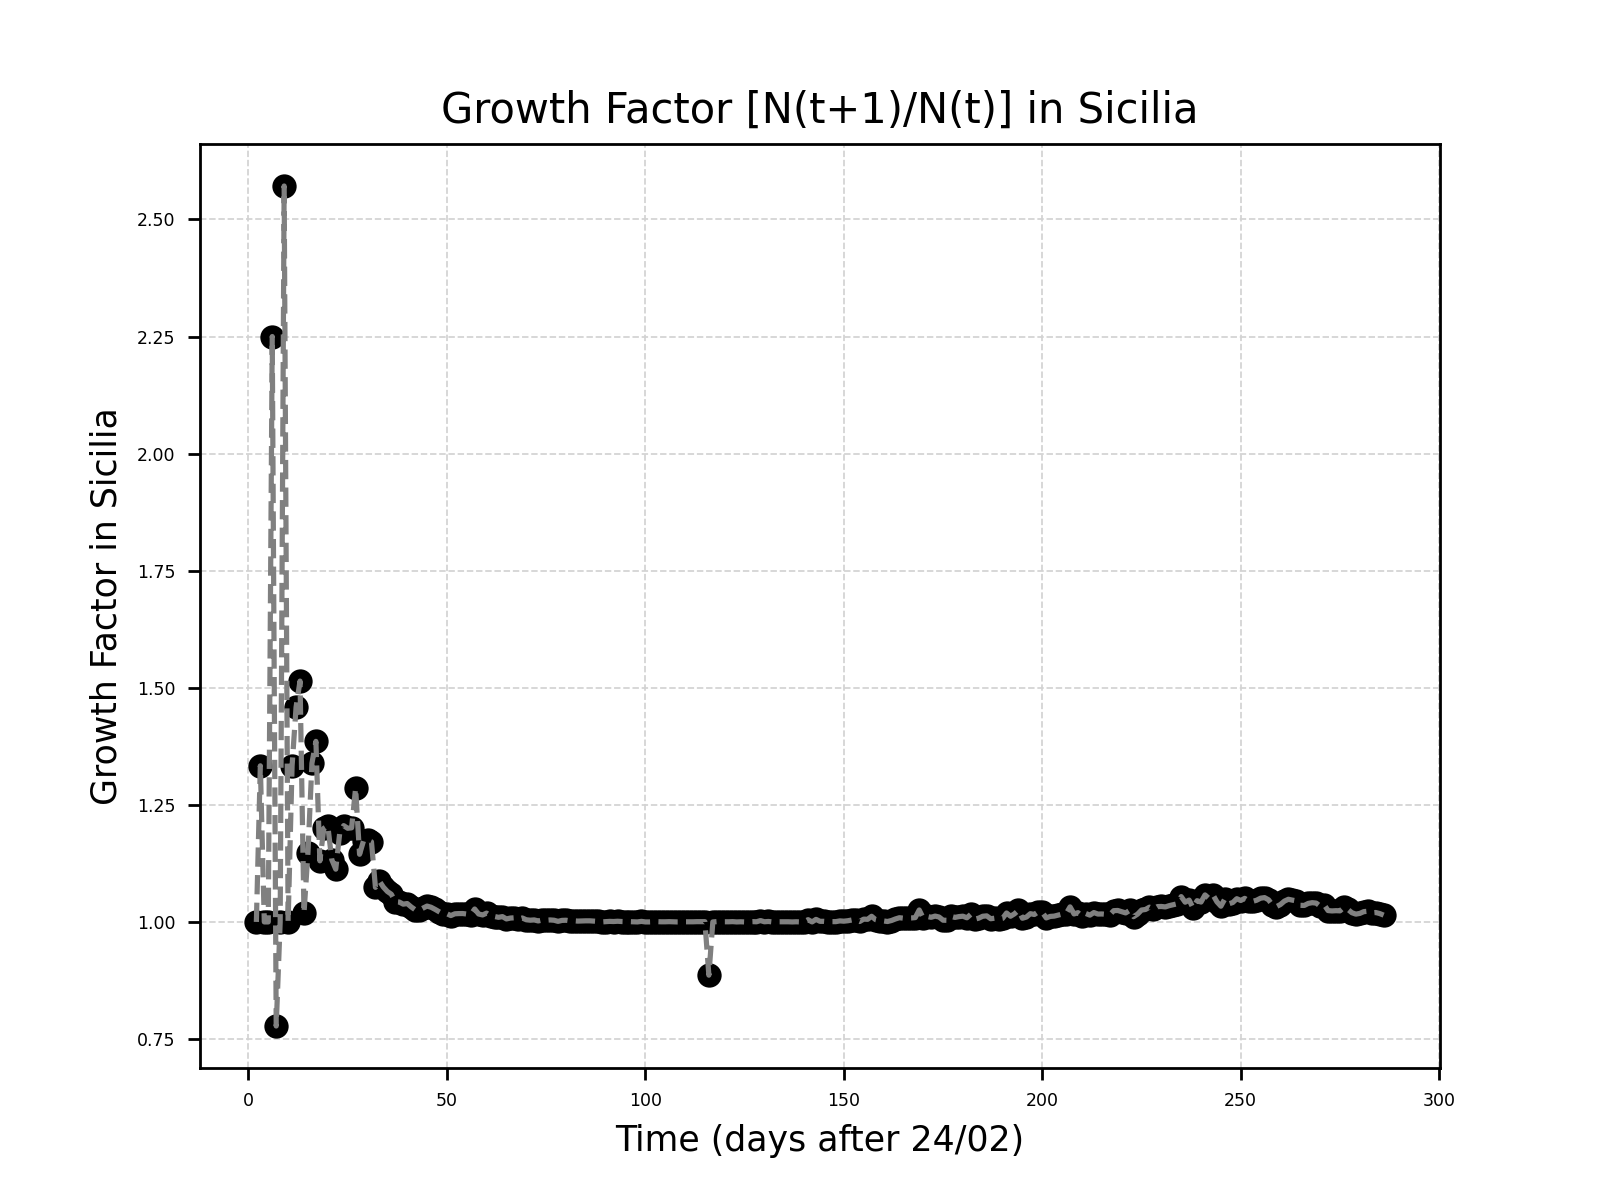 Growth Factor [N(t+1)/N(t)] in Sicilia
Growth Factor in Sicilia
2.50
2.25
2.00
1.75
1.50
1.25
1.00
0.75
0 50 100 150 200 250 300
Time (days after 24/02)